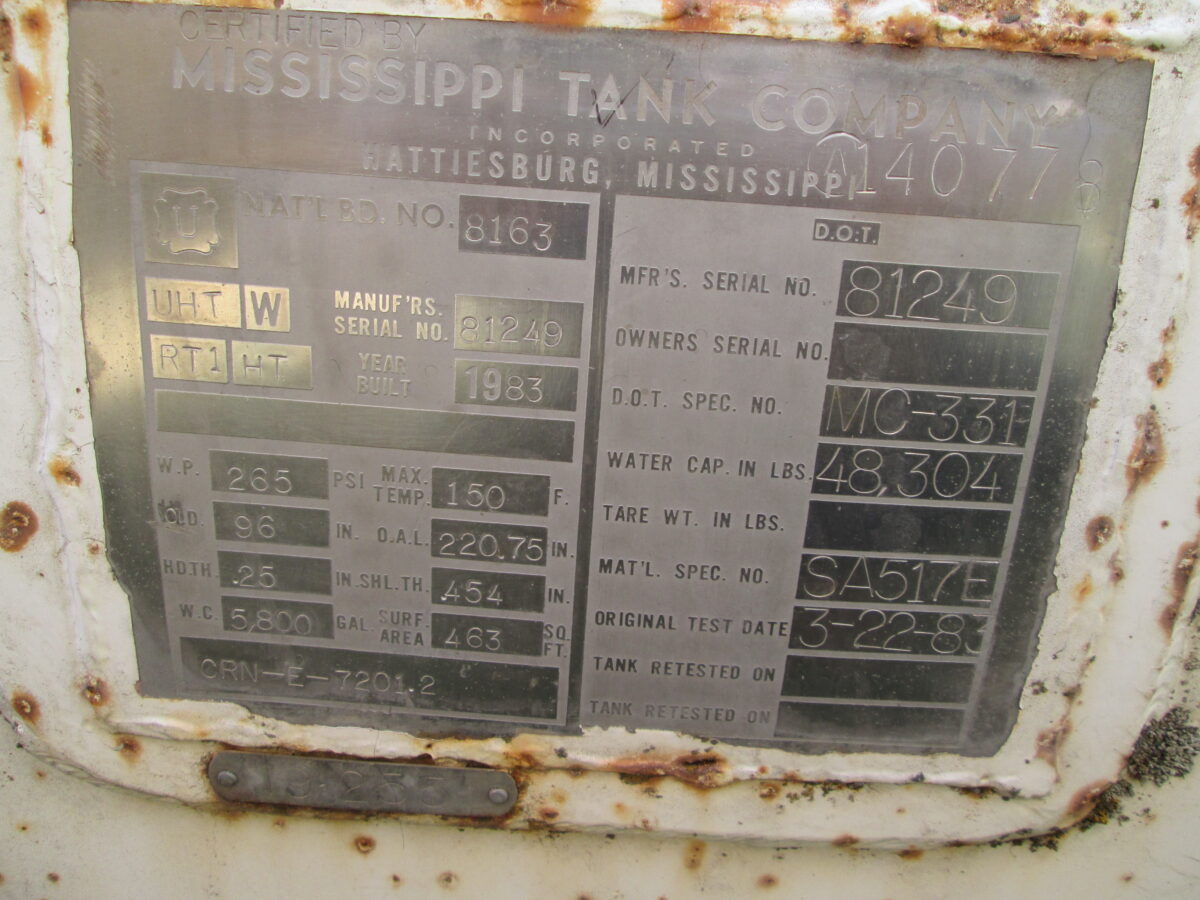 CERTIFIED BY
MISSISSIPPI TANK COMPANY
INCORPORATED
HATTIESBURG, MISSISSIPPI
A 140778
U
NAT'L BD. NO. 8163
UHT W
MANUF'RS. SERIAL NO. 81249
RT1 HT
YEAR BUILT 1983
W.P. 265 PSI MAX. TEMP. 150 F.
O.D. 96 IN. O.A.L. 220.75 IN.
HD.TH. .25 IN. SHL.TH. .454 IN.
W.C. 5,800 GAL. SURF. AREA 463 SQ. FT.
CRN-E-7201.2
D.O.T.
MFR'S. SERIAL NO. 81249
OWNERS SERIAL NO.
D.O.T. SPEC. NO. MC-331
WATER CAP. IN LBS. 48,304
TARE WT. IN LBS.
MAT'L. SPEC. NO. SA517E
ORIGINAL TEST DATE 3-22-83
TANK RETESTED ON
TANK RETESTED ON